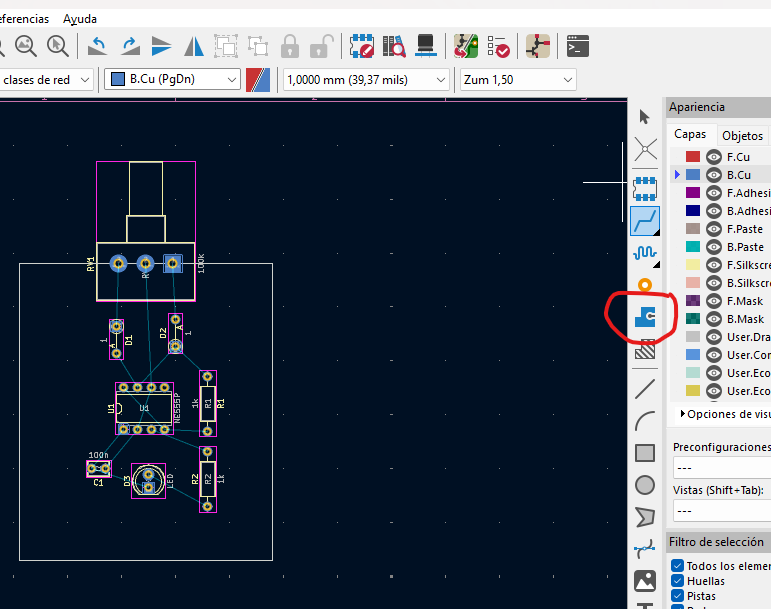 eferencias Ayuda
clases de red B.Cu (PgDn) 1,0000 mm (39,37 mils) Zum 1,50
Apariencia
Capas Objetos
F.Cu
B.Cu
F.Adhesi
B.Adhesi
F.Paste
B.Paste
F.Silkscre
B.Silkscre
F.Mask
B.Mask
User.Dra
User.Cor
User.Eco
User.Eco
Opciones de visu
Preconfiguraciones
---
Vistas (Shift+Tab):
---
Filtro de selección
Todos los elemen
Huellas
Pistas
RV1
100k
1
A
D1
D2
A
1
U1
U1
NE555P
1k
R1
R1
100n
C1
D3
LED
R2
R2
1k